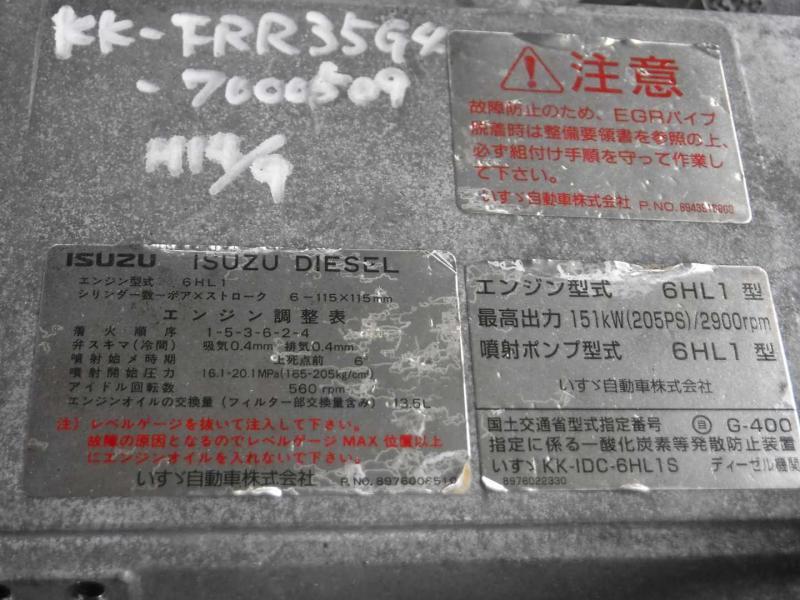 KK-FRR35G4
-7000509
H14/9
注意
故障防止のため、EGRパイプ
脱着時は整備要領書を参照の上、
必ず組付け手順を守って作業し
て下さい。
いすゞ自動車株式会社 P.NO.
ISUZU ISUZU DIESEL
エンジン型式 6HL1
シリンダー数−ボア×ストローク 6−115×115mm
エンジン調整表
着火順序 1-5-3-6-2-4
弁スキマ(冷間) 吸気0.4mm 排気0.4mm
噴射始メ時期 上死点前 6°
噴射開始圧力 16.1-20.1MPa(165-205kg/cm²)
アイドル回転数 560 rpm
エンジンオイルの交換量(フィルター部交換量含み) 13.5L
注)レベルゲージを抜いて注入して下さい。
故障の原因となるのでレベルゲージMAX位置以上
にエンジンオイルを入れないで下さい。
いすゞ自動車株式会社 P.NO. 8976006510
エンジン型式 6HL1 型
最高出力 151kW(205PS)/2900rpm
噴射ポンプ型式 6HL1 型
いすゞ自動車株式会社
国土交通省型式指定番号 ㊐ G-400
指定に係る一酸化炭素等発散防止装置
いすゞ KK-IDC-6HL1S ディーゼル機関
8976022330